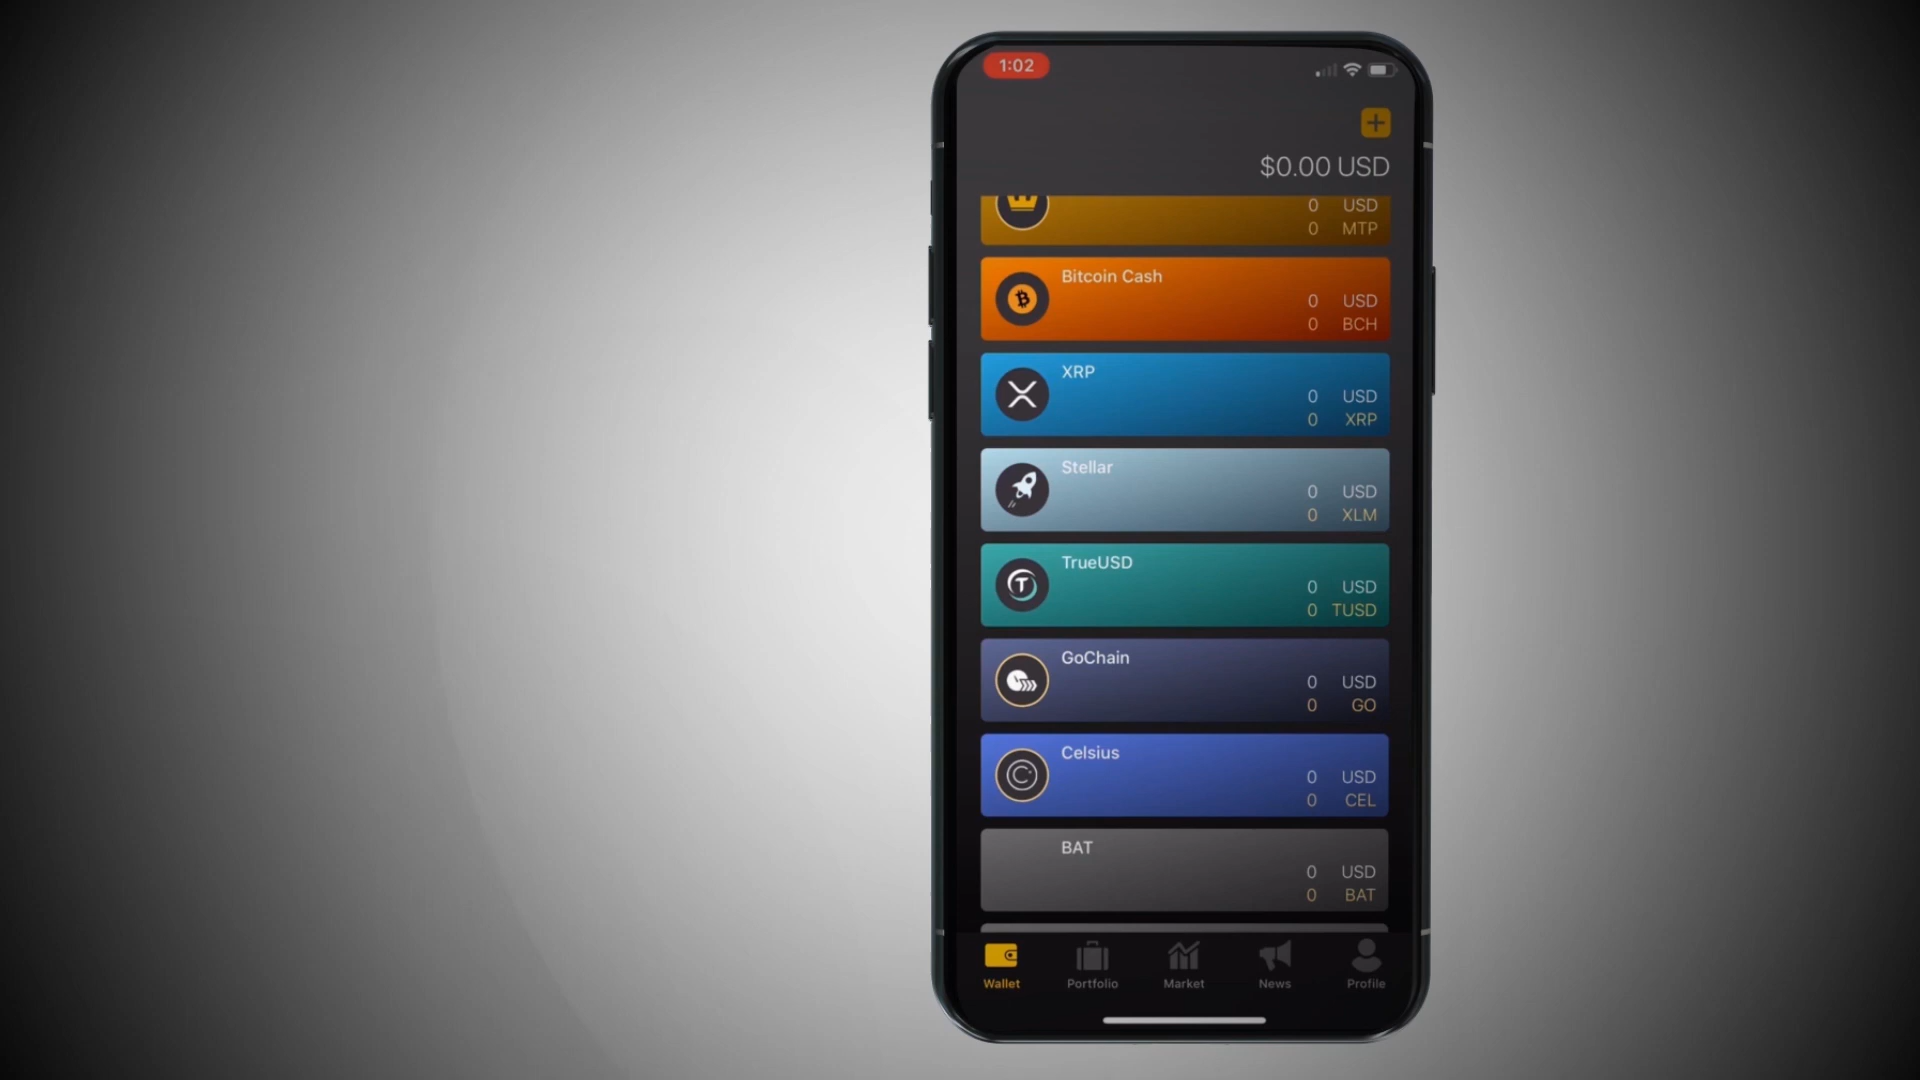 1:02
$0.00 USD
0 USD
0 MTP
Bitcoin Cash
0 USD
0 BCH
XRP
0 USD
0 XRP
Stellar
0 USD
0 XLM
TrueUSD
0 USD
0 TUSD
GoChain
0 USD
0 GO
Celsius
0 USD
0 CEL
BAT
0 USD
0 BAT
Wallet Portfolio Market News Profile